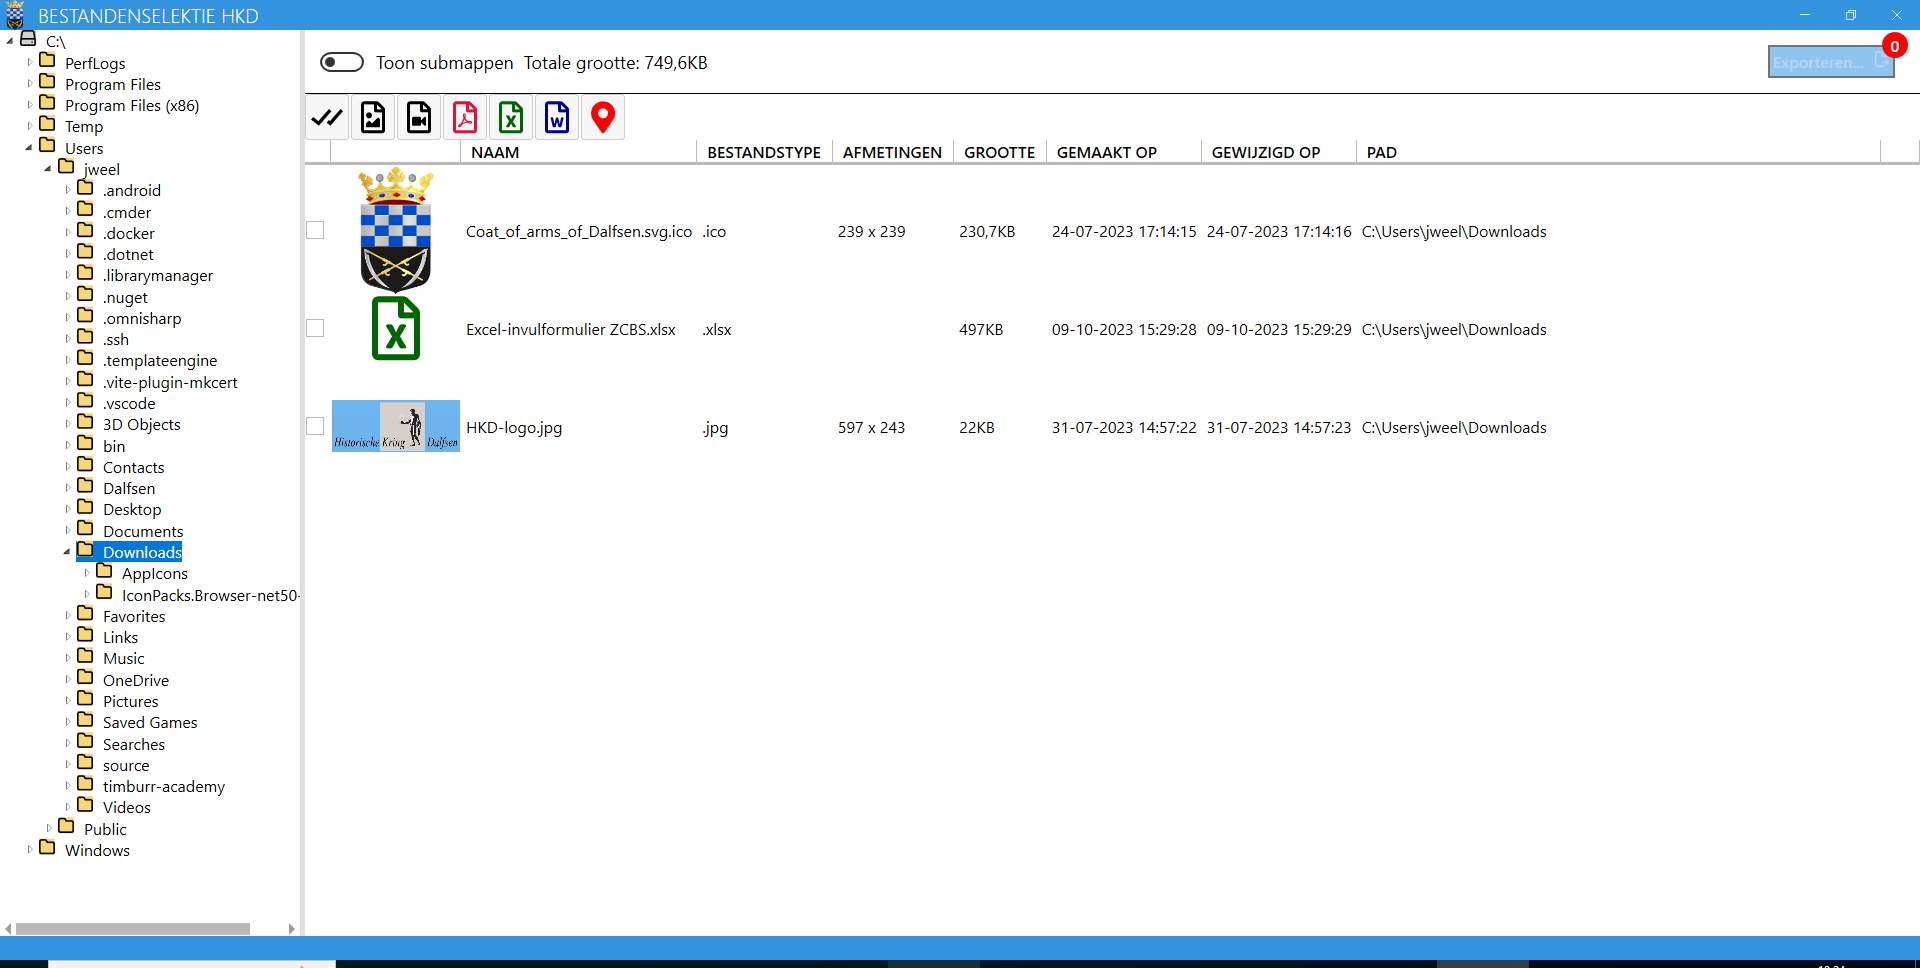 BESTANDENSELEKTIE HKD
C:\
PerfLogs
Program Files
Program Files (x86)
Temp
Users
jweel
.android
.cmder
.docker
.dotnet
.librarymanager
.nuget
.omnisharp
.ssh
.templateengine
.vite-plugin-mkcert
.vscode
3D Objects
bin
Contacts
Dalfsen
Desktop
Documents
Downloads
AppIcons
IconPacks.Browser-net50-
Favorites
Links
Music
OneDrive
Pictures
Saved Games
Searches
source
timburr-academy
Videos
Public
Windows
Toon submappen Totale grootte: 749,6KB
Exporteren...
0
NAAM BESTANDSTYPE AFMETINGEN GROOTTE GEMAAKT OP GEWIJZIGD OP PAD
Coat_of_arms_of_Dalfsen.svg.ico .ico 239 x 239 230,7KB 24-07-2023 17:14:15 24-07-2023 17:14:16 C:\Users\jweel\Downloads
Excel-invulformulier ZCBS.xlsx .xlsx 497KB 09-10-2023 15:29:28 09-10-2023 15:29:29 C:\Users\jweel\Downloads
Historische Kring Dalfsen
HKD-logo.jpg .jpg 597 x 243 22KB 31-07-2023 14:57:22 31-07-2023 14:57:23 C:\Users\jweel\Downloads